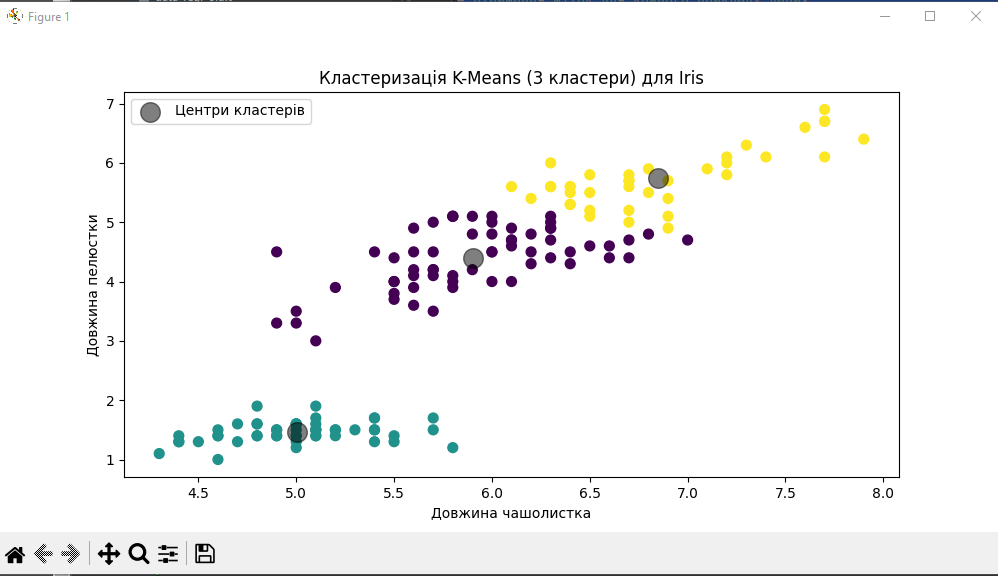 Figure 1
Кластеризація K-Means (3 кластери) для Iris
Центри кластерів
7
6
5
4
3
2
1
Довжина пелюстки
4.5 5.0 5.5 6.0 6.5 7.0 7.5 8.0
Довжина чашолистка